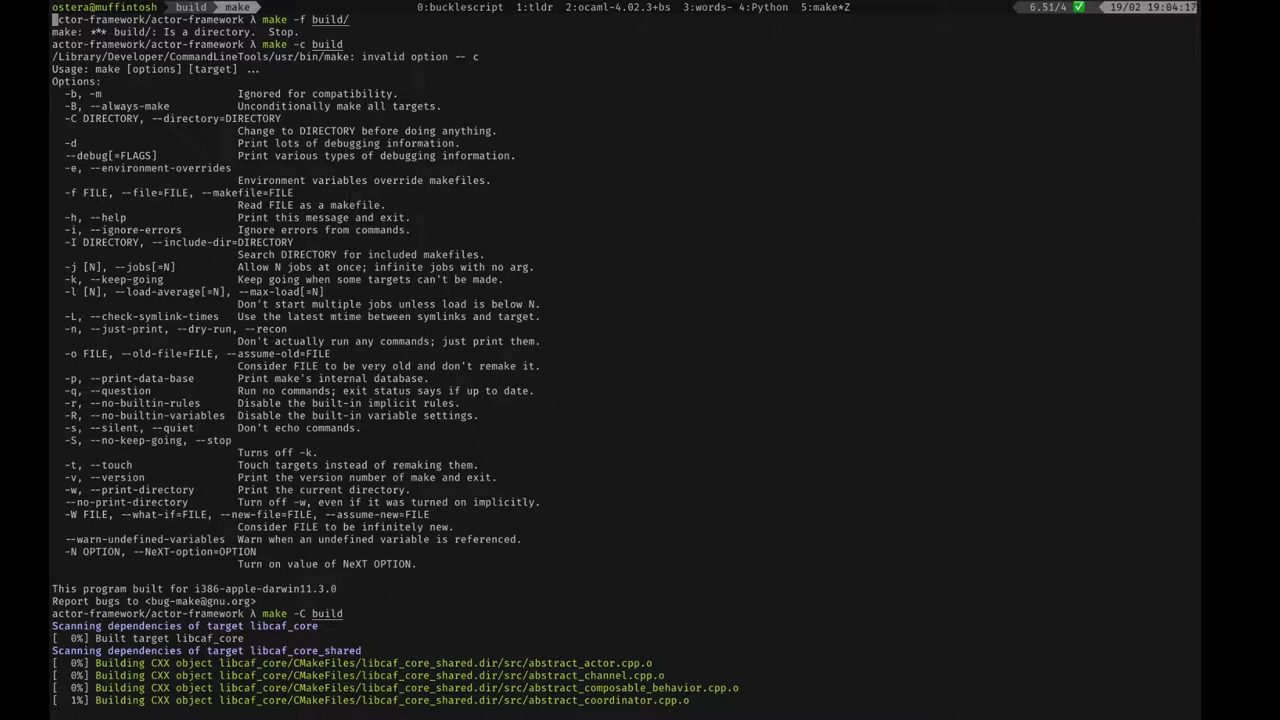 ostera@muffintosh build make 0:bucklescript 1:tldr 2:ocaml-4.02.3+bs 3:words- 4:Python 5:make*Z 6.51/4 ✅ 19/02 19:04:17
actor-framework/actor-framework λ make -f build/
make: *** build/: Is a directory.  Stop.
actor-framework/actor-framework λ make -c build
/Library/Developer/CommandLineTools/usr/bin/make: invalid option -- c
Usage: make [options] [target] ...
Options:
  -b, -m                      Ignored for compatibility.
  -B, --always-make           Unconditionally make all targets.
  -C DIRECTORY, --directory=DIRECTORY
                              Change to DIRECTORY before doing anything.
  -d                          Print lots of debugging information.
  --debug[=FLAGS]             Print various types of debugging information.
  -e, --environment-overrides
                              Environment variables override makefiles.
  -f FILE, --file=FILE, --makefile=FILE
                              Read FILE as a makefile.
  -h, --help                  Print this message and exit.
  -i, --ignore-errors         Ignore errors from commands.
  -I DIRECTORY, --include-dir=DIRECTORY
                              Search DIRECTORY for included makefiles.
  -j [N], --jobs[=N]          Allow N jobs at once; infinite jobs with no arg.
  -k, --keep-going            Keep going when some targets can't be made.
  -l [N], --load-average[=N], --max-load[=N]
                              Don't start multiple jobs unless load is below N.
  -L, --check-symlink-times   Use the latest mtime between symlinks and target.
  -n, --just-print, --dry-run, --recon
                              Don't actually run any commands; just print them.
  -o FILE, --old-file=FILE, --assume-old=FILE
                              Consider FILE to be very old and don't remake it.
  -p, --print-data-base       Print make's internal database.
  -q, --question              Run no commands; exit status says if up to date.
  -r, --no-builtin-rules      Disable the built-in implicit rules.
  -R, --no-builtin-variables  Disable the built-in variable settings.
  -s, --silent, --quiet       Don't echo commands.
  -S, --no-keep-going, --stop
                              Turns off -k.
  -t, --touch                 Touch targets instead of remaking them.
  -v, --version               Print the version number of make and exit.
  -w, --print-directory       Print the current directory.
  --no-print-directory        Turn off -w, even if it was turned on implicitly.
  -W FILE, --what-if=FILE, --new-file=FILE, --assume-new=FILE
                              Consider FILE to be infinitely new.
  --warn-undefined-variables  Warn when an undefined variable is referenced.
  -N OPTION, --NeXT-option=OPTION
                              Turn on value of NeXT OPTION.
This program built for i386-apple-darwin11.3.0
Report bugs to <bug-make@gnu.org>
actor-framework/actor-framework λ make -C build
Scanning dependencies of target libcaf_core
[  0%] Built target libcaf_core
Scanning dependencies of target libcaf_core_shared
[  0%] Building CXX object libcaf_core/CMakeFiles/libcaf_core_shared.dir/src/abstract_actor.cpp.o
[  0%] Building CXX object libcaf_core/CMakeFiles/libcaf_core_shared.dir/src/abstract_channel.cpp.o
[  0%] Building CXX object libcaf_core/CMakeFiles/libcaf_core_shared.dir/src/abstract_composable_behavior.cpp.o
[  1%] Building CXX object libcaf_core/CMakeFiles/libcaf_core_shared.dir/src/abstract_coordinator.cpp.o